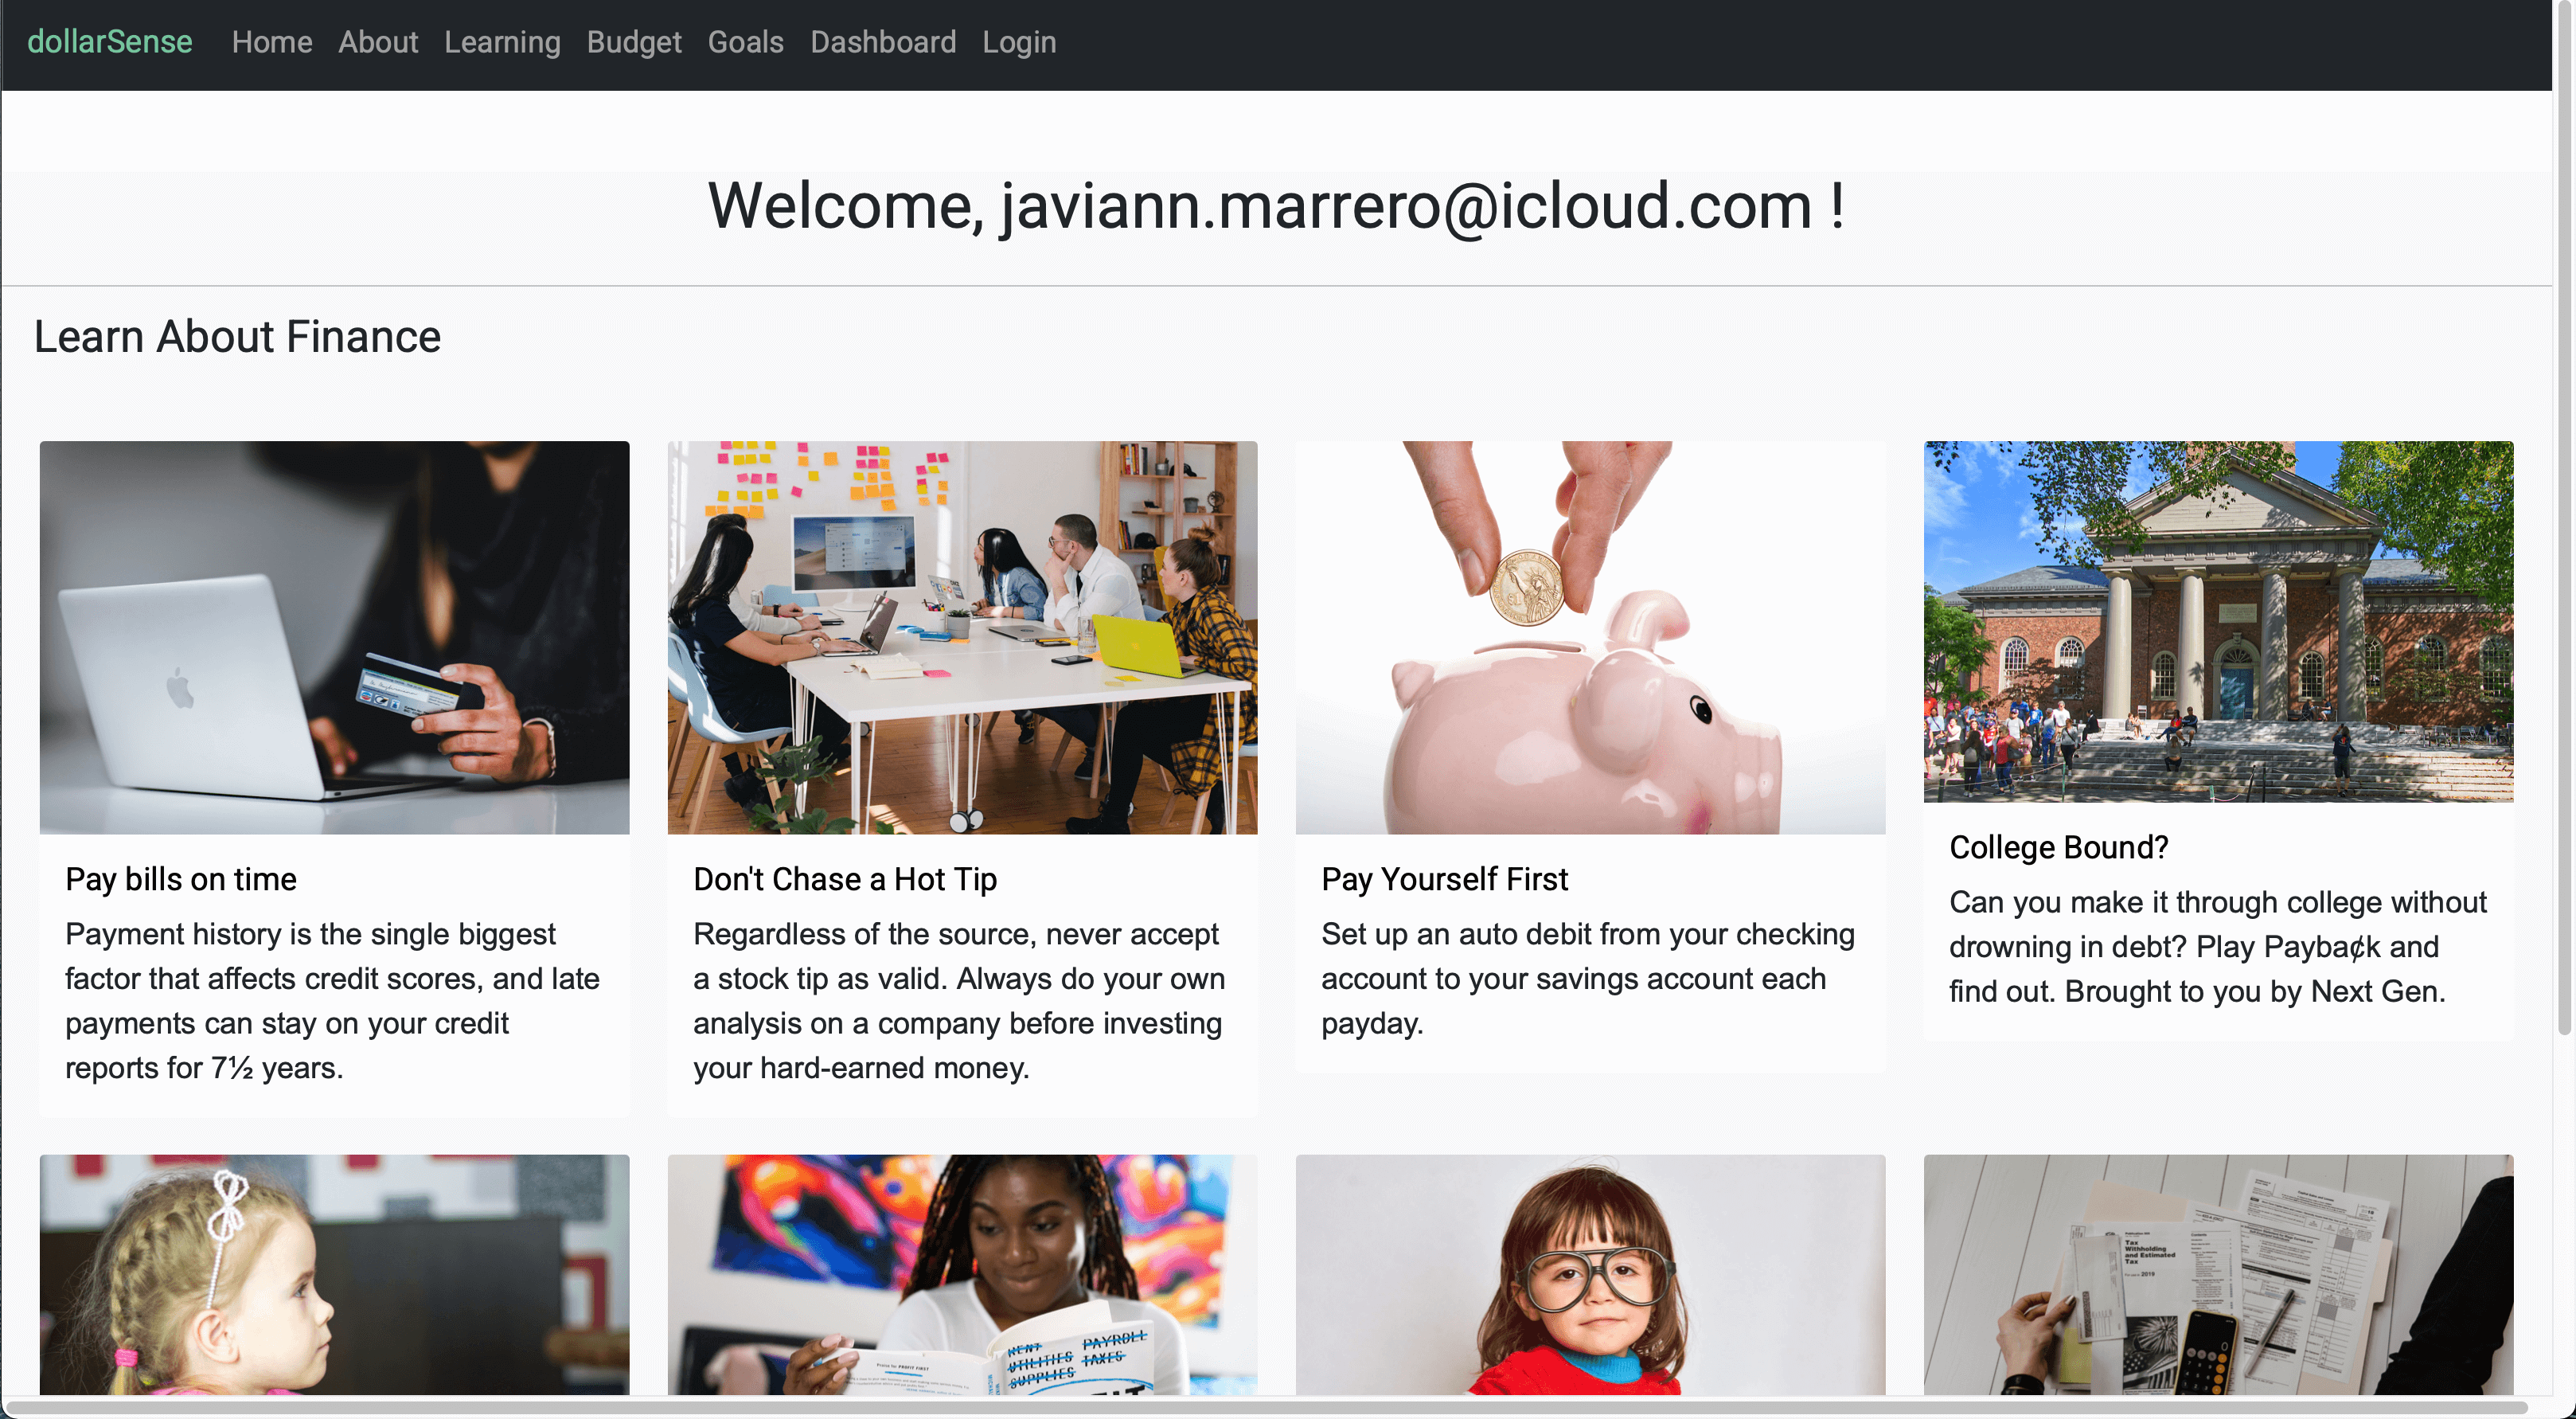 dollarSense Home About Learning Budget Goals Dashboard Login
Welcome, javiann.marrero@icloud.com !
Learn About Finance
Pay bills on time
Payment history is the single biggest
factor that affects credit scores, and late
payments can stay on your credit
reports for 7½ years.
Don't Chase a Hot Tip
Regardless of the source, never accept
a stock tip as valid. Always do your own
analysis on a company before investing
your hard-earned money.
Pay Yourself First
Set up an auto debit from your checking
account to your savings account each
payday.
College Bound?
Can you make it through college without
drowning in debt? Play Payba¢k and
find out. Brought to you by Next Gen.
RENT PAYROLL
UTILITIES TAXES
SUPPLIES
Tax
Withholding
and Estimated
Tax